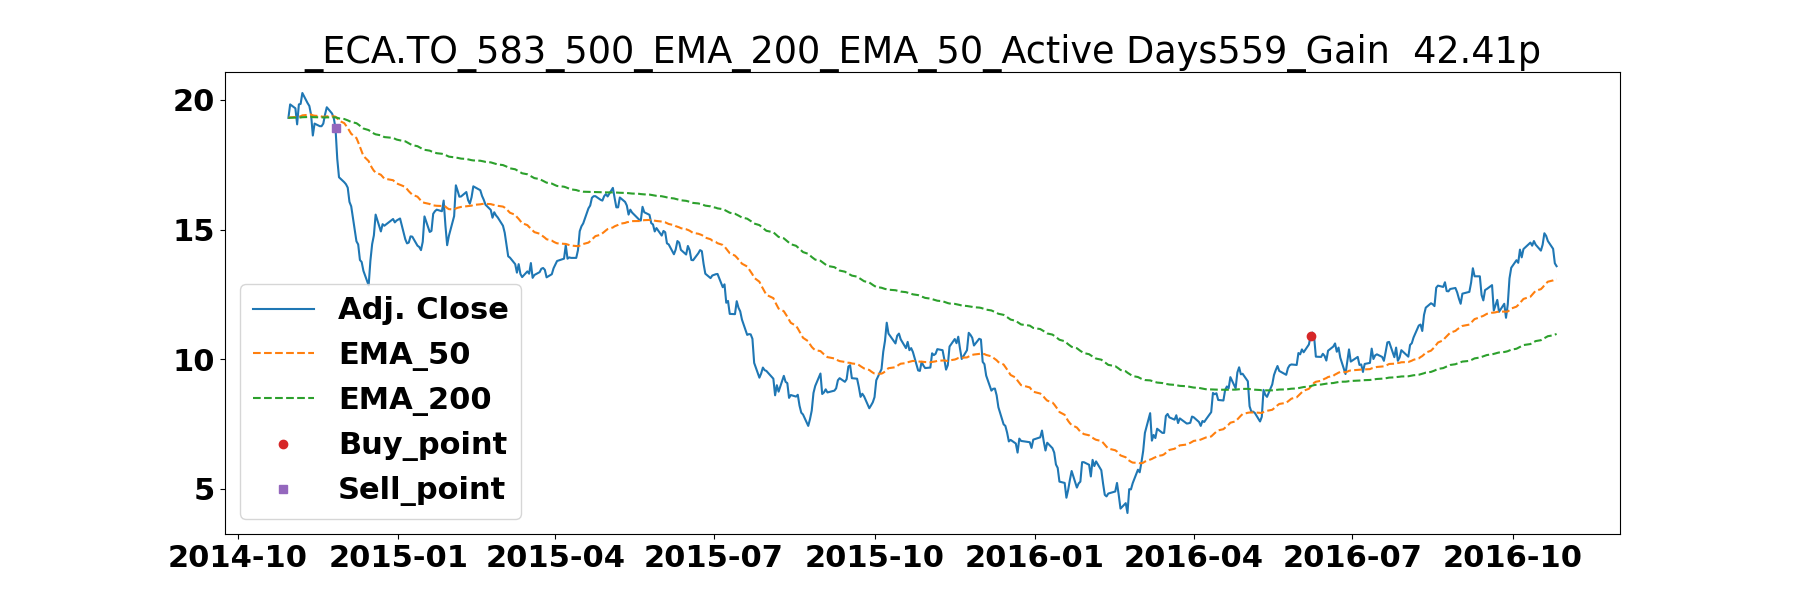 _ECA.TO_583_500_EMA_200_EMA_50_Active Days559_Gain  42.41p
20
15
10
5
Adj. Close
EMA_50
EMA_200
Buy_point
Sell_point
2014-10 2015-01 2015-04 2015-07 2015-10 2016-01 2016-04 2016-07 2016-10